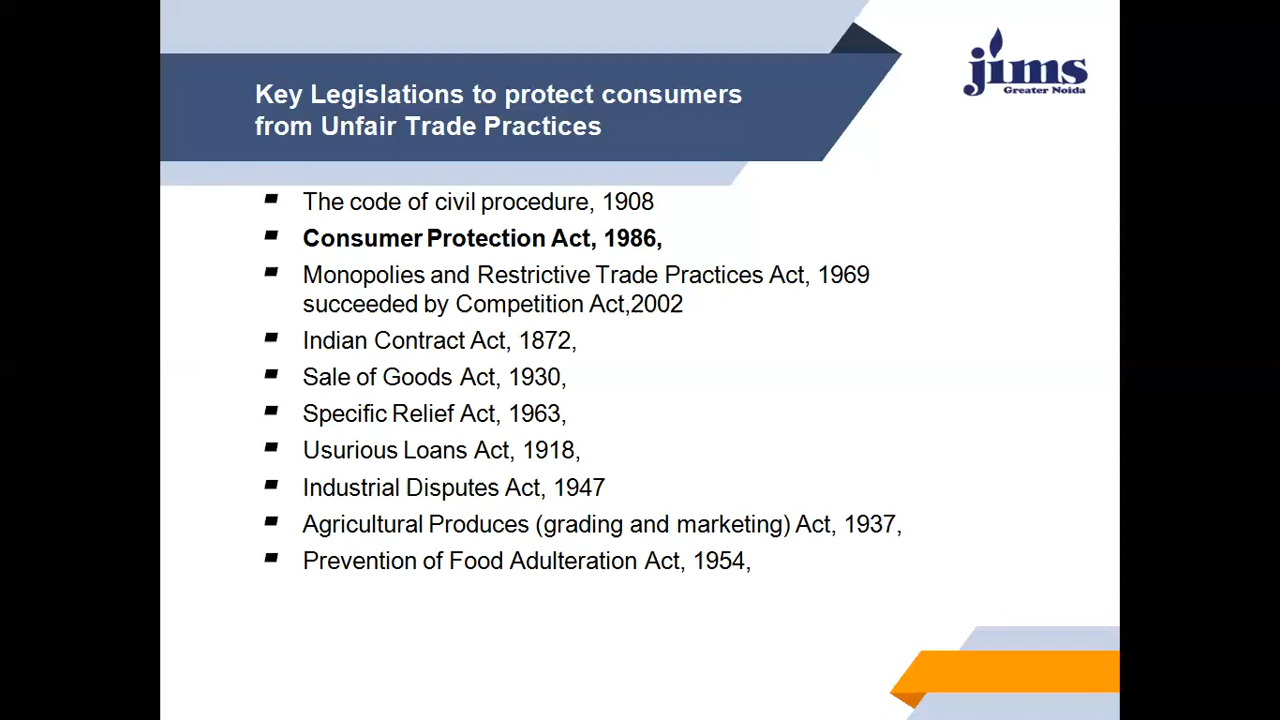 jims
Greater Noida
Key Legislations to protect consumers
from Unfair Trade Practices
The code of civil procedure, 1908
Consumer Protection Act, 1986,
Monopolies and Restrictive Trade Practices Act, 1969
succeeded by Competition Act,2002
Indian Contract Act, 1872,
Sale of Goods Act, 1930,
Specific Relief Act, 1963,
Usurious Loans Act, 1918,
Industrial Disputes Act, 1947
Agricultural Produces (grading and marketing) Act, 1937,
Prevention of Food Adulteration Act, 1954,